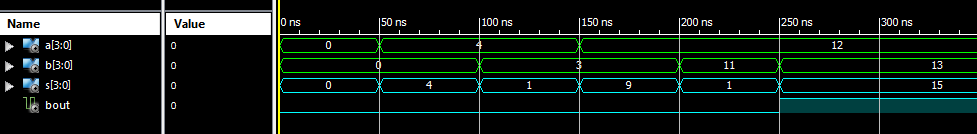 Name Value 0 ns 50 ns 100 ns 150 ns 200 ns 250 ns 300 ns
a[3:0] 0 0 4 12
b[3:0] 0 0 3 11 13
s[3:0] 0 0 4 1 9 1 15
bout 0